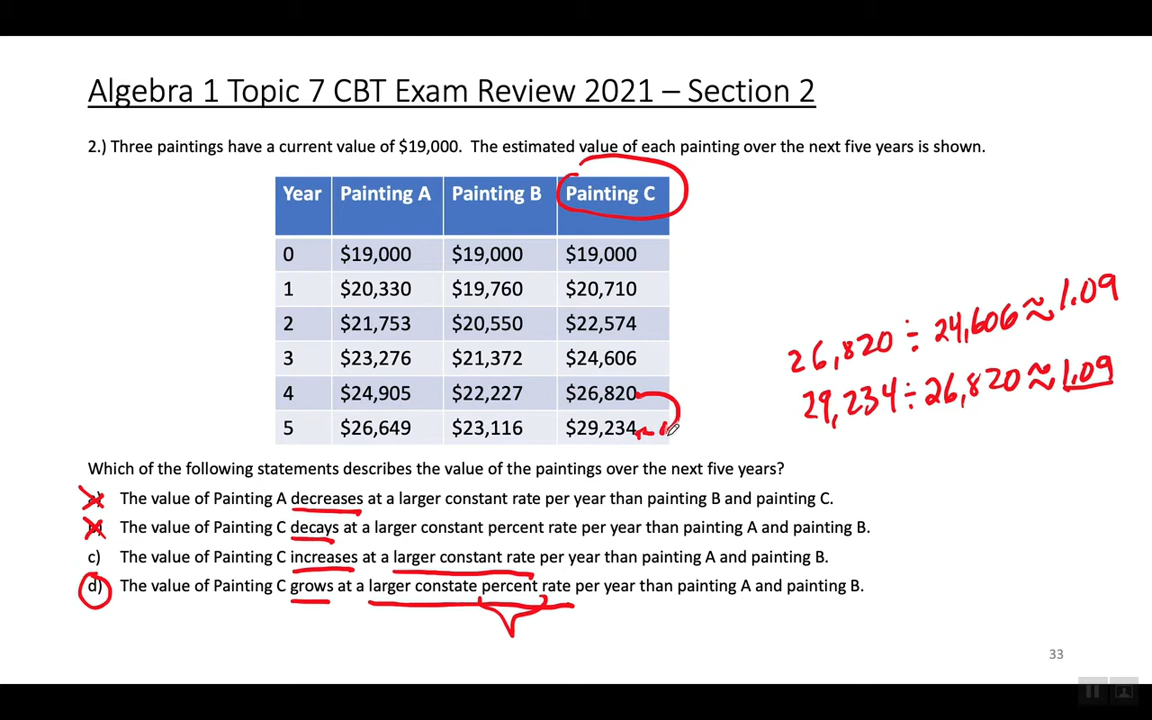 Algebra 1 Topic 7 CBT Exam Review 2021 – Section 2
2.) Three paintings have a current value of $19,000. The estimated value of each painting over the next five years is shown.
Year Painting A Painting B Painting C
0 $19,000 $19,000 $19,000
1 $20,330 $19,760 $20,710
2 $21,753 $20,550 $22,574
3 $23,276 $21,372 $24,606
4 $24,905 $22,227 $26,820
5 $26,649 $23,116 $29,234
26,820 ÷ 24,606 ≈ 1.09
29,234 ÷ 26,820 ≈ 1.09
Which of the following statements describes the value of the paintings over the next five years?
a) The value of Painting A decreases at a larger constant rate per year than painting B and painting C.
b) The value of Painting C decays at a larger constant percent rate per year than painting A and painting B.
c) The value of Painting C increases at a larger constant rate per year than painting A and painting B.
d) The value of Painting C grows at a larger constate percent rate per year than painting A and painting B.
33